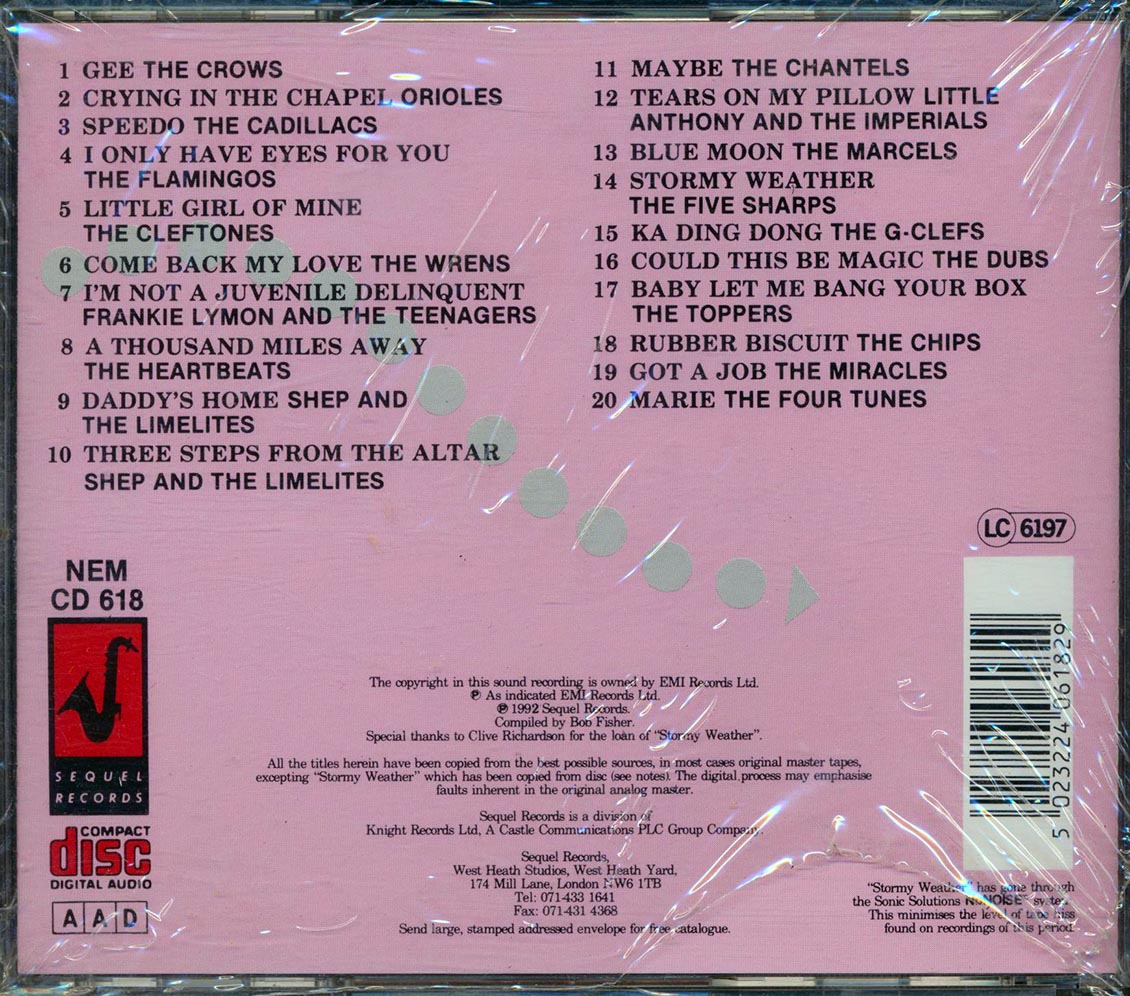 1 GEE THE CROWS
2 CRYING IN THE CHAPEL ORIOLES
3 SPEEDO THE CADILLACS
4 I ONLY HAVE EYES FOR YOU
THE FLAMINGOS
5 LITTLE GIRL OF MINE
THE CLEFTONES
6 COME BACK MY LOVE THE WRENS
7 I'M NOT A JUVENILE DELINQUENT
FRANKIE LYMON AND THE TEENAGERS
8 A THOUSAND MILES AWAY
THE HEARTBEATS
9 DADDY'S HOME SHEP AND
THE LIMELITES
10 THREE STEPS FROM THE ALTAR
SHEP AND THE LIMELITES
11 MAYBE THE CHANTELS
12 TEARS ON MY PILLOW LITTLE
ANTHONY AND THE IMPERIALS
13 BLUE MOON THE MARCELS
14 STORMY WEATHER
THE FIVE SHARPS
15 KA DING DONG THE G-CLEFS
16 COULD THIS BE MAGIC THE DUBS
17 BABY LET ME BANG YOUR BOX
THE TOPPERS
18 RUBBER BISCUIT THE CHIPS
19 GOT A JOB THE MIRACLES
20 MARIE THE FOUR TUNES
LC 6197
NEM
CD 618
SEQUEL
RECORDS
COMPACT
disc
DIGITAL AUDIO
A A D
The copyright in this sound recording is owned by EMI Records Ltd.
℗ As indicated EMI Records Ltd.
℗ 1992 Sequel Records.
Compiled by Bob Fisher.
Special thanks to Clive Richardson for the loan of "Stormy Weather".
All the titles herein have been copied from the best possible sources, in most cases original master tapes,
excepting "Stormy Weather" which has been copied from disc (see notes). The digital process may emphasise
faults inherent in the original analog master.
Sequel Records is a division of
Knight Records Ltd, A Castle Communications PLC Group Company.
Sequel Records,
West Heath Studios, West Heath Yard,
174 Mill Lane, London NW6 1TB
Tel: 071-433 1641
Fax: 071-431 4368
Send large, stamped addressed envelope for free catalogue.
5 023224 061829
"Stormy Weather" has gone through
the Sonic Solutions NoNOISE system.
This minimises the level of tape hiss
found on recordings of this period.